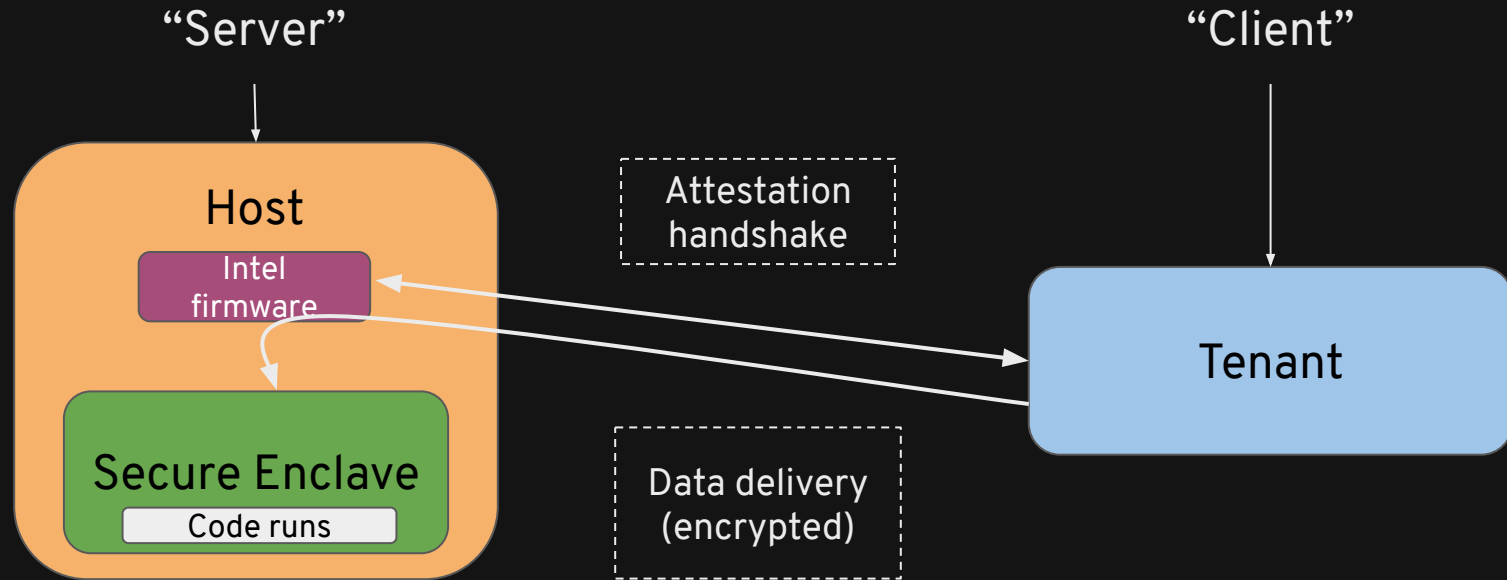 “Server”
“Client”
Host
Attestation
handshake
Intel
firmware
Tenant
Secure Enclave
Code runs
Data delivery
(encrypted)